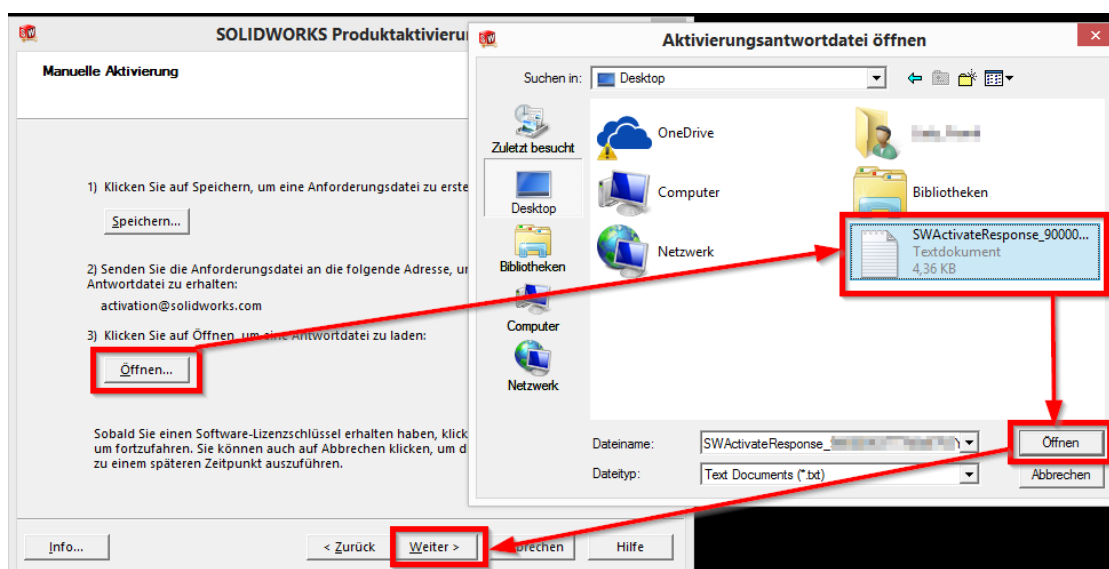 SOLIDWORKS Produktaktivieru
Manuelle Aktivierung
1) Klicken Sie auf Speichern, um eine Anforderungsdatei zu erste
Speichern...
2) Senden Sie die Anforderungsdatei an die folgende Adresse, ur
Antwortdatei zu erhalten:
activation@solidworks.com
3) Klicken Sie auf Öffnen, um eine Antwortdatei zu laden:
Öffnen...
Sobald Sie einen Software-Lizenzschlüssel erhalten haben, klick
um fortzufahren. Sie können auch auf Abbrechen klicken, um d
zu einem späteren Zeitpunkt auszuführen.
Info...
< Zurück
Weiter >
Abbrechen
Hilfe
Aktivierungsantwortdatei öffnen
Suchen in:
Desktop
Zuletzt besucht
Desktop
Bibliotheken
Computer
Netzwerk
OneDrive
Computer
Bibliotheken
Netzwerk
SWActivateResponse_90000...
Textdokument
4,36 KB
Dateiname:
SWActivateResponse_
Öffnen
Dateityp:
Text Documents (*.txt)
Abbrechen